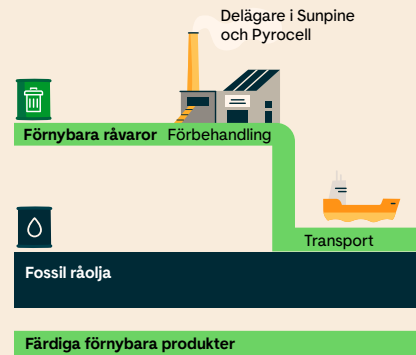 Delägare i Sunpine
och Pyrocell
Förnybara råvaror Förbehandling
Transport
Fossil råolja
Färdiga förnybara produkter